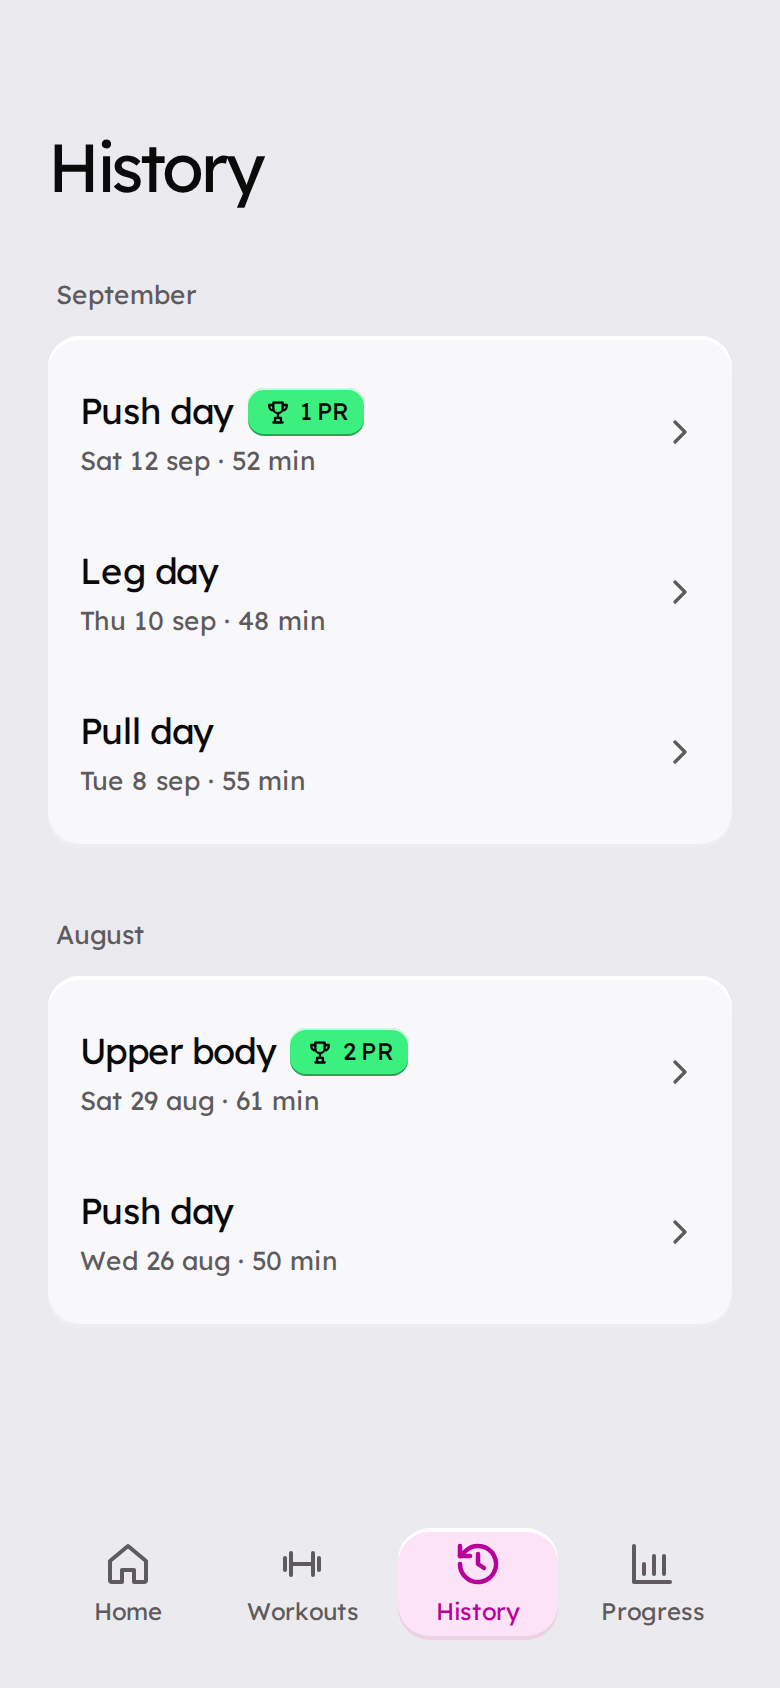 History
September
Push day 1 PR
Sat 12 sep · 52 min
Leg day
Thu 10 sep · 48 min
Pull day
Tue 8 sep · 55 min
August
Upper body 2 PR
Sat 29 aug · 61 min
Push day
Wed 26 aug · 50 min
Home Workouts History Progress